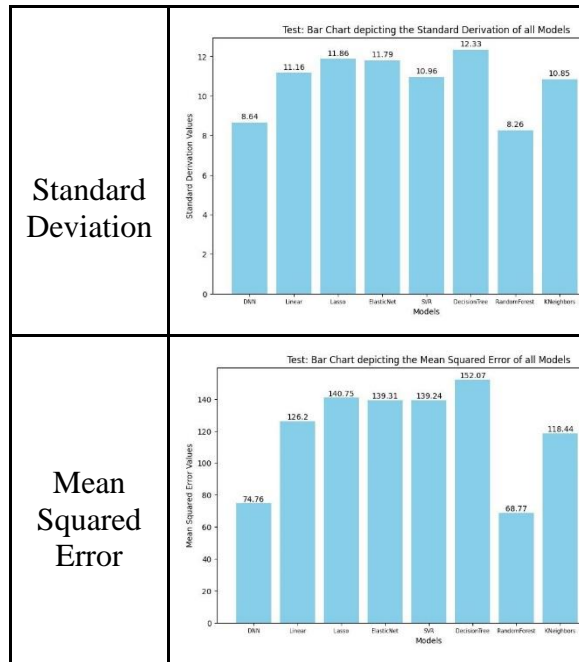 Standard
Deviation
Test: Bar Chart depicting the Standard Derivation of all Models
Standard Derivation Values
12
10
8
6
4
2
0
8.64
11.16
11.86
11.79
10.96
12.33
8.26
10.85
DNN
Linear
Lasso
ElasticNet
SVR
DecisionTree
RandomForest
KNeighbors
Models
Mean
Squared
Error
Test: Bar Chart depicting the Mean Squared Error of all Models
Mean Squared Error Values
140
120
100
80
60
40
20
0
74.76
126.2
140.75
139.31
139.24
152.07
68.77
118.44
DNN
Linear
Lasso
ElasticNet
SVR
DecisionTree
RandomForest
KNeighbors
Models